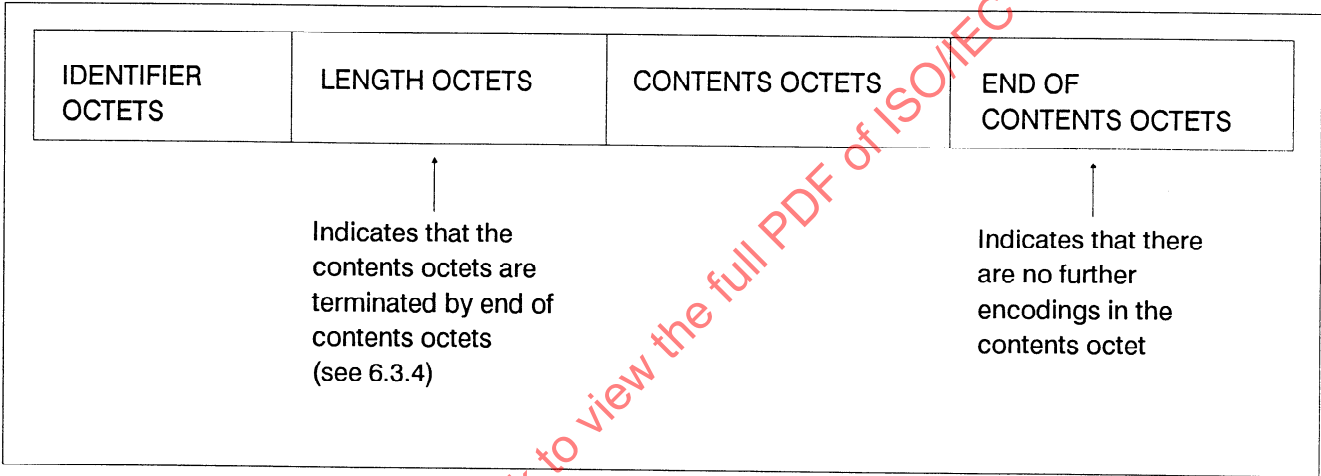 IDENTIFIER
OCTETS
LENGTH OCTETS
CONTENTS OCTETS
END OF
CONTENTS OCTETS
Indicates that the
contents octets are
terminated by end of
contents octets
(see 6.3.4)
Indicates that there
are no further
encodings in the
contents octet
to view the full PDF of ISO/IEC